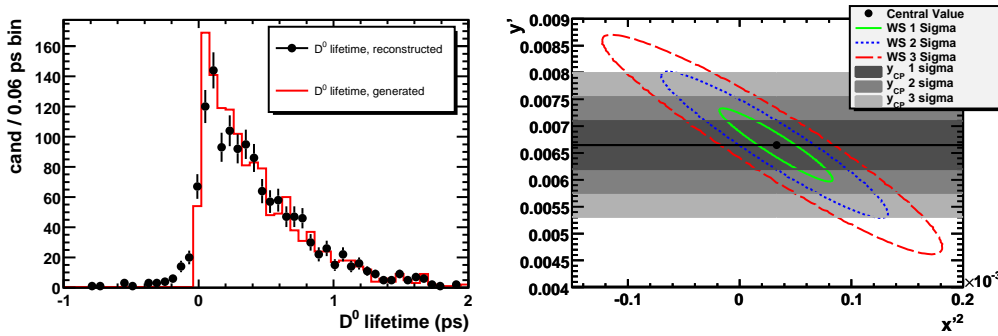 cand / 0.06 ps bin
160
140
120
100
80
60
40
20
0
-1 0 1 2
D⁰ lifetime (ps)
D⁰ lifetime, reconstructed
D⁰ lifetime, generated
y'
0.009
0.0085
0.008
0.0075
0.007
0.0065
0.006
0.0055
0.005
0.0045
0.004
-0.1 0 0.1 0.2
×10⁻³
x'²
Central Value
WS 1 Sigma
WS 2 Sigma
WS 3 Sigma
y_CP 1 sigma
y_CP 2 sigma
y_CP 3 sigma